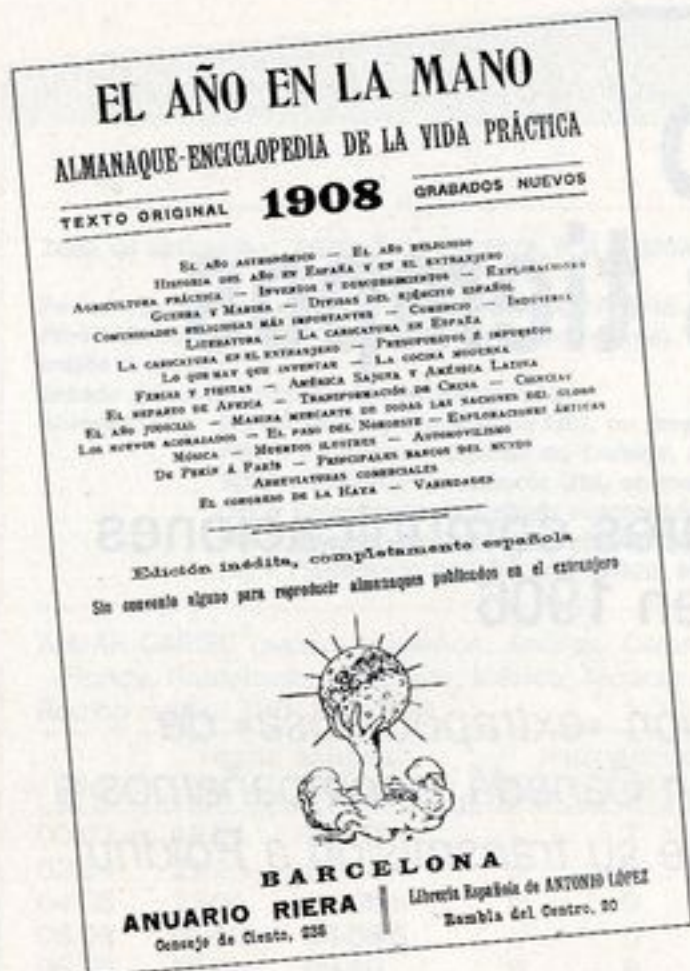 EL AÑO EN LA MANO
ALMANAQUE-ENCICLOPEDIA DE LA VIDA PRÁCTICA
TEXTO ORIGINAL 1908 GRABADOS NUEVOS
EL AÑO ASTRONÓMICO — EL AÑO RELIGIOSO
HISTORIA DEL AÑO EN ESPAÑA Y EN EL EXTRANJERO
AGRICULTURA PRÁCTICA — INVENTOS Y DESCUBRIMIENTOS — EXPLORACIONES
GUERRA Y MARINA — DIVISAS DEL EJÉRCITO ESPAÑOL
COMUNIDADES RELIGIOSAS MÁS IMPORTANTES — COMERCIO — INDUSTRIA
LITERATURA — LA CARICATURA EN ESPAÑA
LA CARICATURA EN EL EXTRANJERO — PRESUPUESTOS É IMPUESTOS
LO QUE HAY QUE INVENTAR — LA COCINA MODERNA
FERIAS Y FIESTAS — AMÉRICA SAJONA Y AMÉRICA LATINA
EL REPARTO DE AFRICA — TRANSFORMACIÓN DE CHINA — CIENCIAS
EL AÑO JUDICIAL — MARINA MERCANTE DE TODAS LAS NACIONES DEL GLOBO
LOS NUEVOS ACORAZADOS — EL PASO DEL NOROESTE — EXPLORACIONES ÁRTICAS
MÚSICA — MUERTOS ILUSTRES — AUTOMOVILISMO
DE PEKÍN Á PARÍS — PRINCIPALES BANCOS DEL MUNDO
ABREVIATURAS COMERCIALES
EL CONGRESO DE LA HAYA — VARIEDADES
Edición inédita, completamente española
Sin convenio alguno para reproducir almanaques publicados en el extranjero
BARCELONA
ANUARIO RIERA
Consejo de Ciento, 238
Librería Española de ANTONIO LÓPEZ
Rambla del Centro, 20